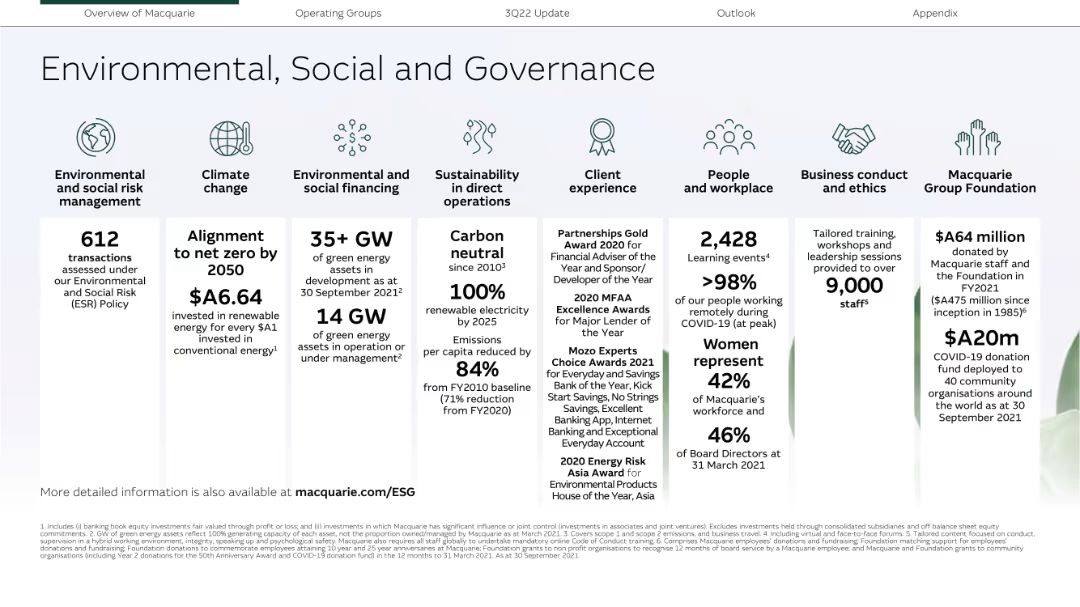 Overview of Macquarie
Operating Groups
3Q22 Update
Outlook
Appendix
Environmental, Social and Governance
Environmental
and social risk
management
612
transactions
assessed under
our Environmental
and Social Risk
(ESR) Policy
Climate
change
Alignment
to net zero by
2050
$A6.64
invested in renewable
energy for every $A1
invested in
conventional energy1
Environmental and
social financing
35+ GW
of green energy
assets in
development as at
30 September 20212
14 GW
of green energy
assets in operation or
under management2
Sustainability
in direct
operations
Carbon
neutral
since 20103
100%
renewable electricity
by 2025
Emissions
per capita reduced by
84%
from FY2010 baseline
(71% reduction
from FY2020)
Client
experience
Partnerships Gold
Award 2020 for
Financial Adviser of the
Year and Sponsor/
Developer of the Year
2020 MFAA
Excellence Awards
for Major Lender of
the Year
Mozo Experts
Choice Awards 2021
for Everyday and Savings
Bank of the Year, Kick
Start Savings, No Strings
Savings, Excellent
Banking App, Internet
Banking and Exceptional
Everyday Account
2020 Energy Risk
Asia Award for
Environmental Products
House of the Year, Asia
People
and workplace
2,428
Learning events4
>98%
of our people working
remotely during
COVID-19 (at peak)
Women
represent
42%
of Macquarie's
workforce and
46%
of Board Directors at
31 March 2021
Business conduct
and ethics
Tailored training,
workshops and
leadership sessions
provided to over
9,000
staff5
Macquarie
Group Foundation
$A64 million
donated by
Macquarie staff and
the Foundation in
FY2021
($A475 million since
inception in 1985)6
$A20m
COVID-19 donation
fund deployed to
40 community
organisations around
the world as at 30
September 2021
More detailed information is also available at macquarie.com/ESG
1. Includes (i) banking book equity investments fair valued through profit or loss; and (ii) investments in which Macquarie has significant influence or joint control (investments in associates and joint ventures). Excludes investments held through consolidated subsidiaries and off balance sheet equity
commitments. 2. GW of green energy assets reflect 100% generating capacity of each asset, not the proportion owned/managed by Macquarie as at March 2021. 3. Covers scope 1 and scope 2 emissions, and business travel. 4. Including virtual and face-to-face forums. 5. Tailored content focused on conduct,
supervision in a hybrid working environment, integrity, speaking up and psychological safety. Macquarie also requires all staff globally to undertake mandatory online Code of Conduct training. 6. Comprises Macquarie employees' donations and fundraising; Foundation matching support for employees'
donations and fundraising; Foundation donations to commemorate employees attaining 10 year and 25 year anniversaries at Macquarie; Foundation grants to non profit organisations to recognise 12 months of board service by a Macquarie employee; and Macquarie and Foundation grants to community
organisations (including Year 2 donations for the 50th Anniversary Award and COVID-19 donation fund) in the 12 months to 31 March 2021. As at 30 September 2021.